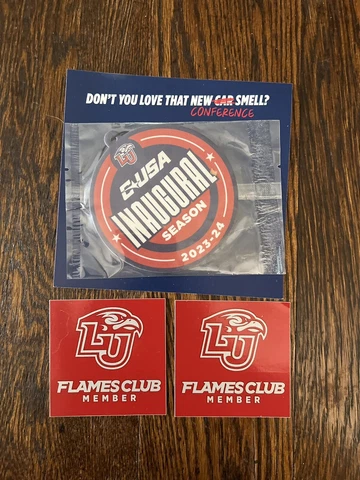 DON'T YOU LOVE THAT NEW CAR SMELL?
CONFERENCE
LU
C-USA
INAUGURAL
SEASON
2023-24
LU
FLAMES CLUB
MEMBER
LU
FLAMES CLUB
MEMBER